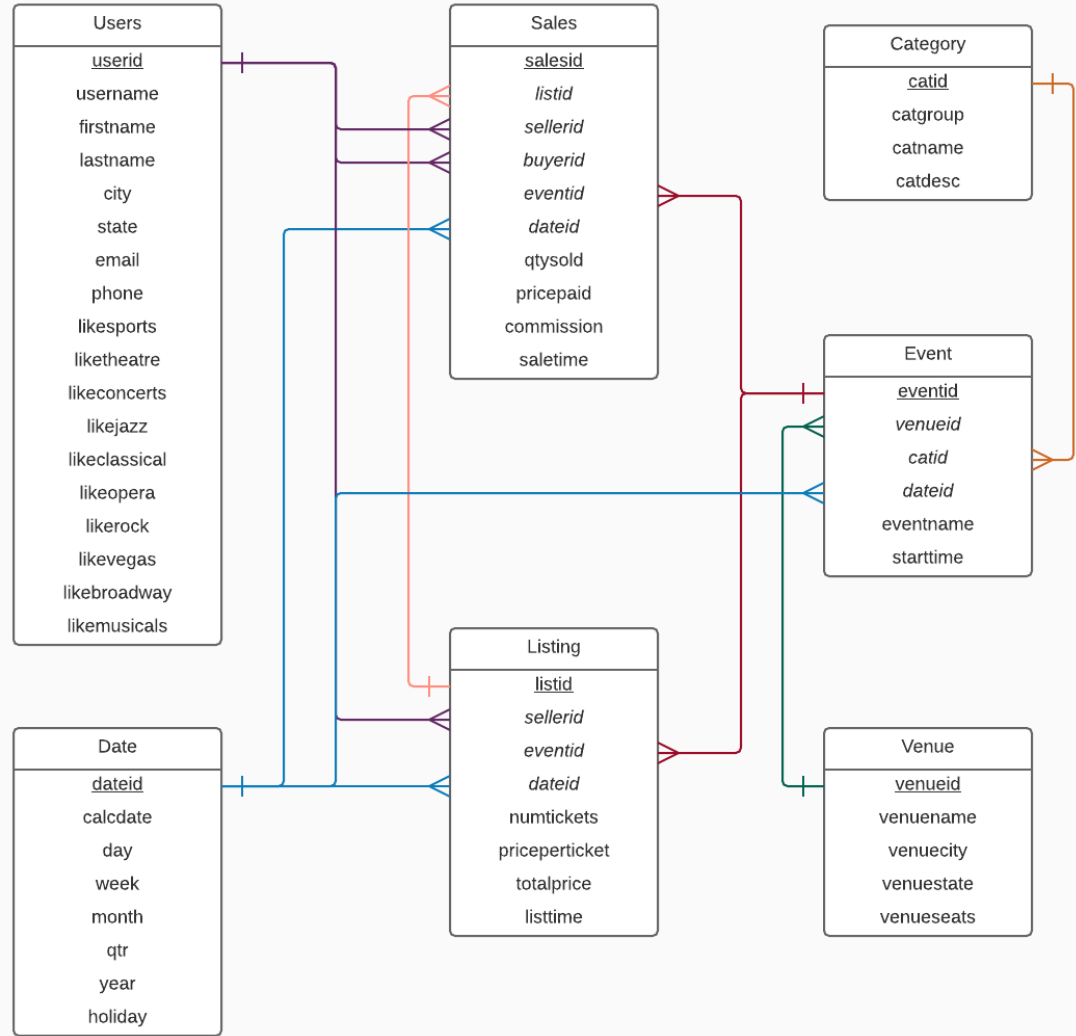 Users
userid
username
firstname
lastname
city
state
email
phone
likesports
liketheatre
likeconcerts
likejazz
likeclassical
likeopera
likerock
likevegas
likebroadway
likemusicals
Sales
salesid
listid
sellerid
buyerid
eventid
dateid
qtysold
pricepaid
commission
saletime
Category
catid
catgroup
catname
catdesc
Event
eventid
venueid
catid
dateid
eventname
starttime
Date
dateid
calcdate
day
week
month
qtr
year
holiday
Listing
listid
sellerid
eventid
dateid
numtickets
priceperticket
totalprice
listtime
Venue
venueid
venuename
venuecity
venuestate
venueseats